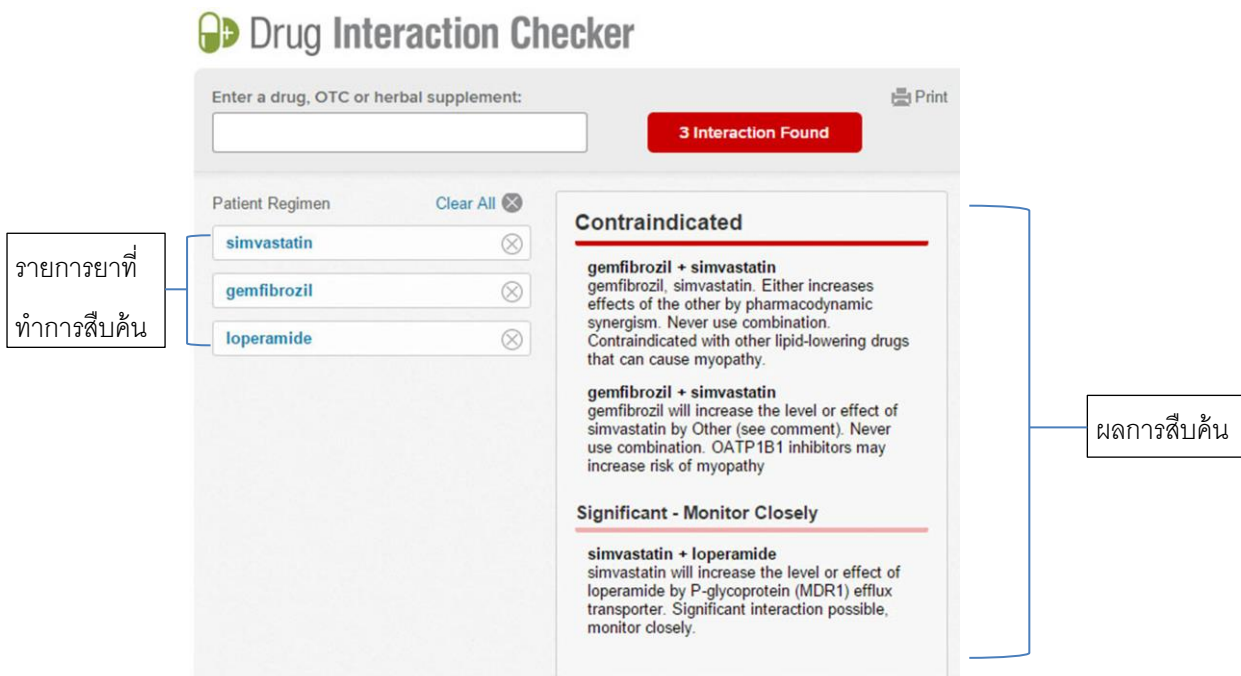 Drug Interaction Checker
Enter a drug, OTC or herbal supplement:
Print
3 Interaction Found
Patient Regimen
Clear All
simvastatin
gemfibrozil
loperamide
รายการยาที่
ทำการสืบค้น
Contraindicated
gemfibrozil + simvastatin
gemfibrozil, simvastatin. Either increases
effects of the other by pharmacodynamic
synergism. Never use combination.
Contraindicated with other lipid-lowering drugs
that can cause myopathy.
gemfibrozil + simvastatin
gemfibrozil will increase the level or effect of
simvastatin by Other (see comment). Never
use combination. OATP1B1 inhibitors may
increase risk of myopathy
Significant - Monitor Closely
simvastatin + loperamide
simvastatin will increase the level or effect of
loperamide by P-glycoprotein (MDR1) efflux
transporter. Significant interaction possible,
monitor closely.
ผลการสืบค้น